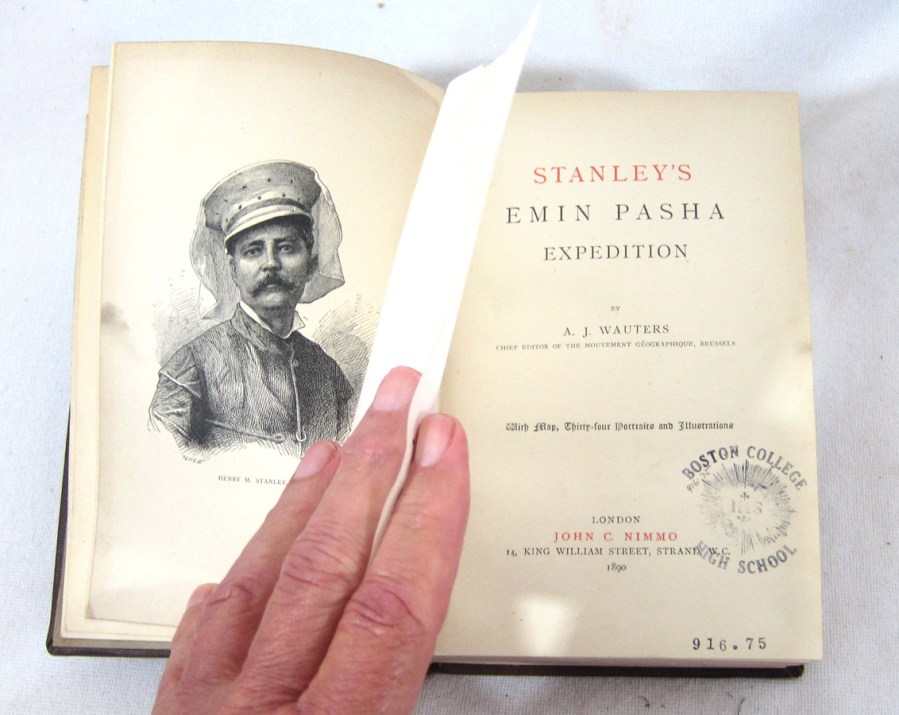 HENRY M. STANLEY.
STANLEY'S
EMIN PASHA
EXPEDITION
BY
A. J. WAUTERS
CHIEF EDITOR OF THE MOUVEMENT GÉOGRAPHIQUE, BRUSSELS
With Map, Thirty-four Portraits and Illustrations
BOSTON COLLEGE
IHS
HIGH SCHOOL
LONDON
JOHN C. NIMMO
14, KING WILLIAM STREET, STRAND, W.C.
1890
916.75